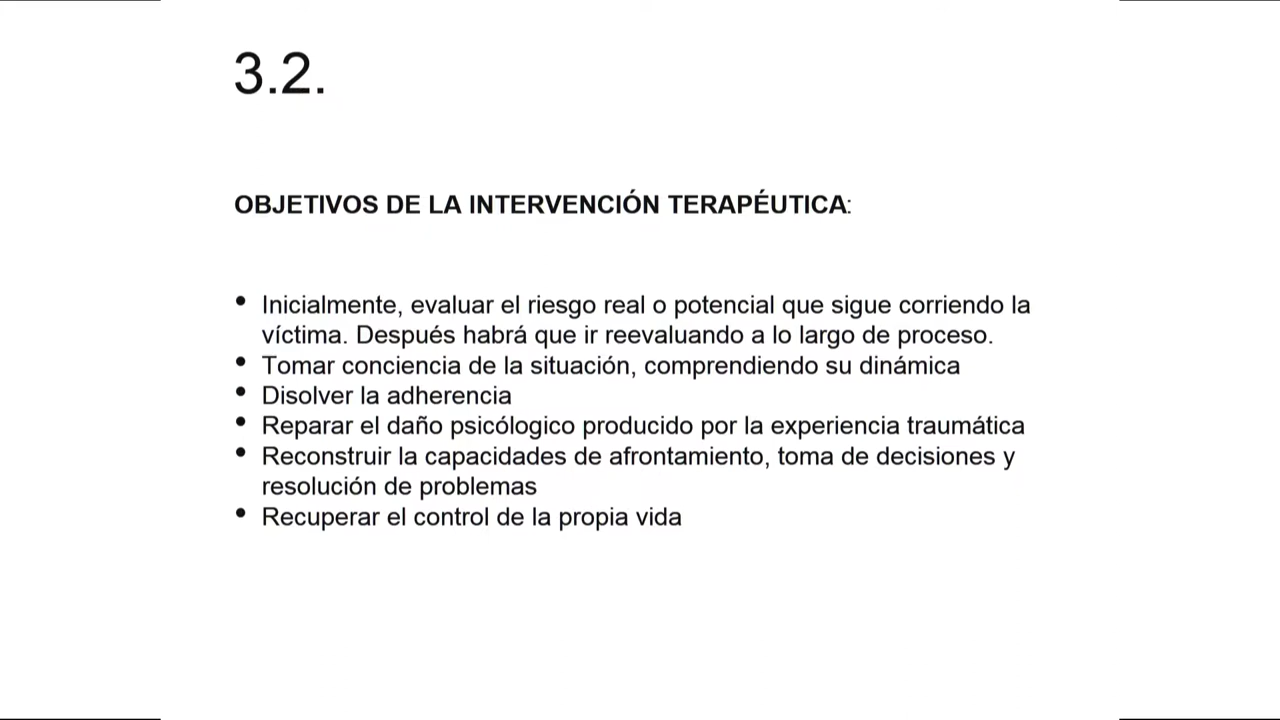 3.2.
OBJETIVOS DE LA INTERVENCIÓN TERAPÉUTICA:
• Inicialmente, evaluar el riesgo real o potencial que sigue corriendo la
víctima. Después habrá que ir reevaluando a lo largo de proceso.
• Tomar conciencia de la situación, comprendiendo su dinámica
• Disolver la adherencia
• Reparar el daño psicólogico producido por la experiencia traumática
• Reconstruir la capacidades de afrontamiento, toma de decisiones y
resolución de problemas
• Recuperar el control de la propia vida